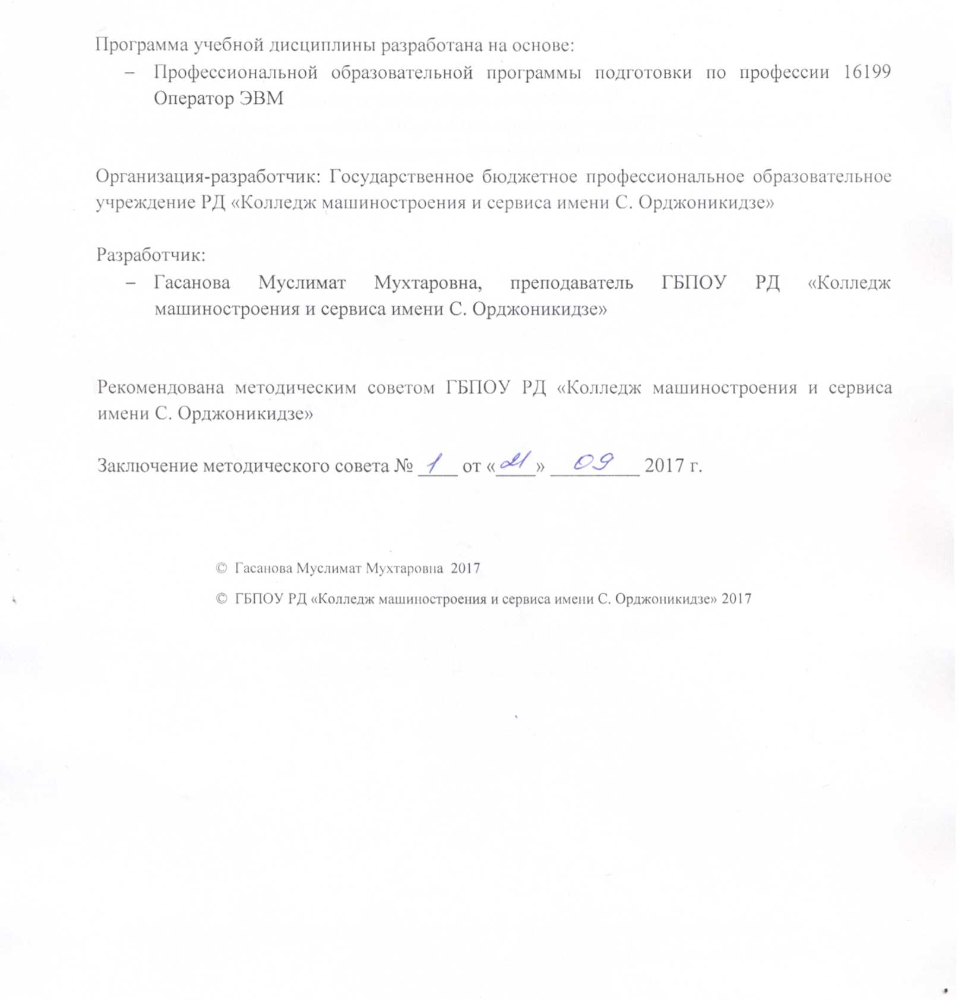 Программа учебной дисциплины разработана на основе:
– Профессиональной образовательной программы подготовки по профессии 16199
Оператор ЭВМ
Организация-разработчик: Государственное бюджетное профессиональное образовательное
учреждение РД «Колледж машиностроения и сервиса имени С. Орджоникидзе»
Разработчик:
– Гасанова Муслимат Мухтаровна, преподаватель ГБПОУ РД «Колледж
машиностроения и сервиса имени С. Орджоникидзе»
Рекомендована методическим советом ГБПОУ РД «Колледж машиностроения и сервиса
имени С. Орджоникидзе»
Заключение методического совета № 1 от «21» 09 2017 г.
© Гасанова Муслимат Мухтаровна 2017
© ГБПОУ РД «Колледж машиностроения и сервиса имени С. Орджоникидзе» 2017